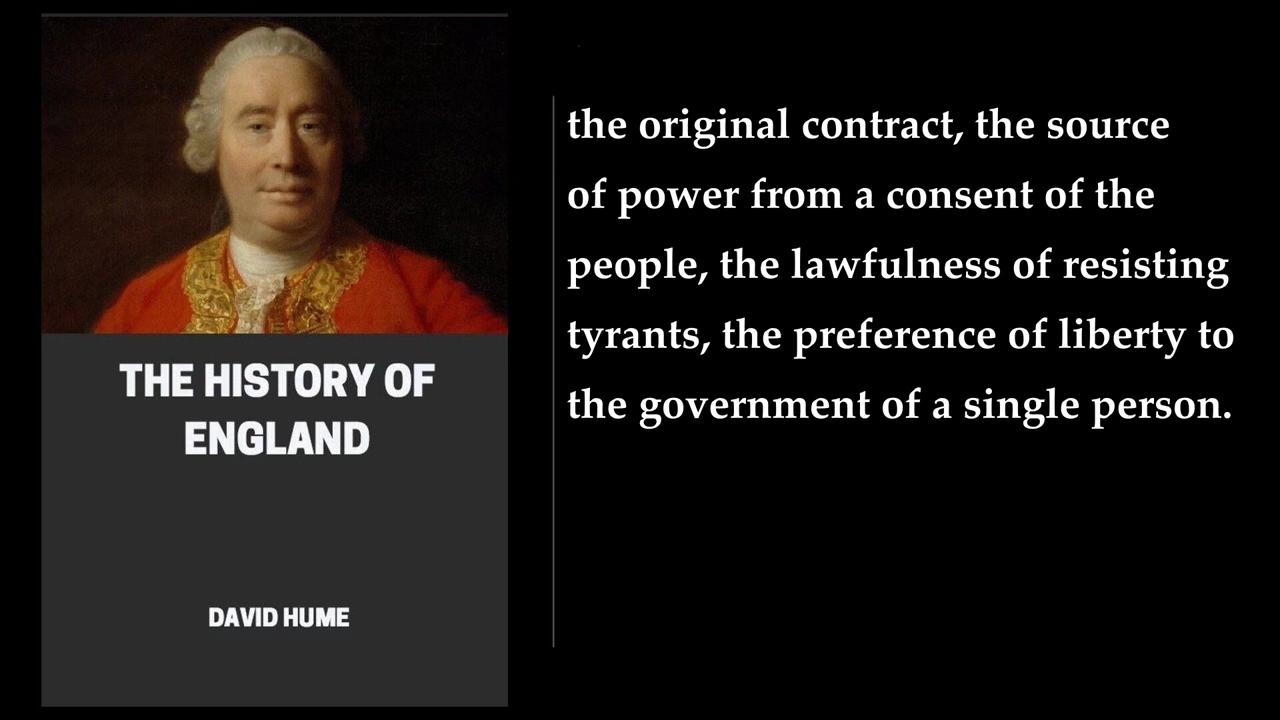 THE HISTORY OF
ENGLAND
DAVID HUME
the original contract, the source
of power from a consent of the
people, the lawfulness of resisting
tyrants, the preference of liberty to
the government of a single person.